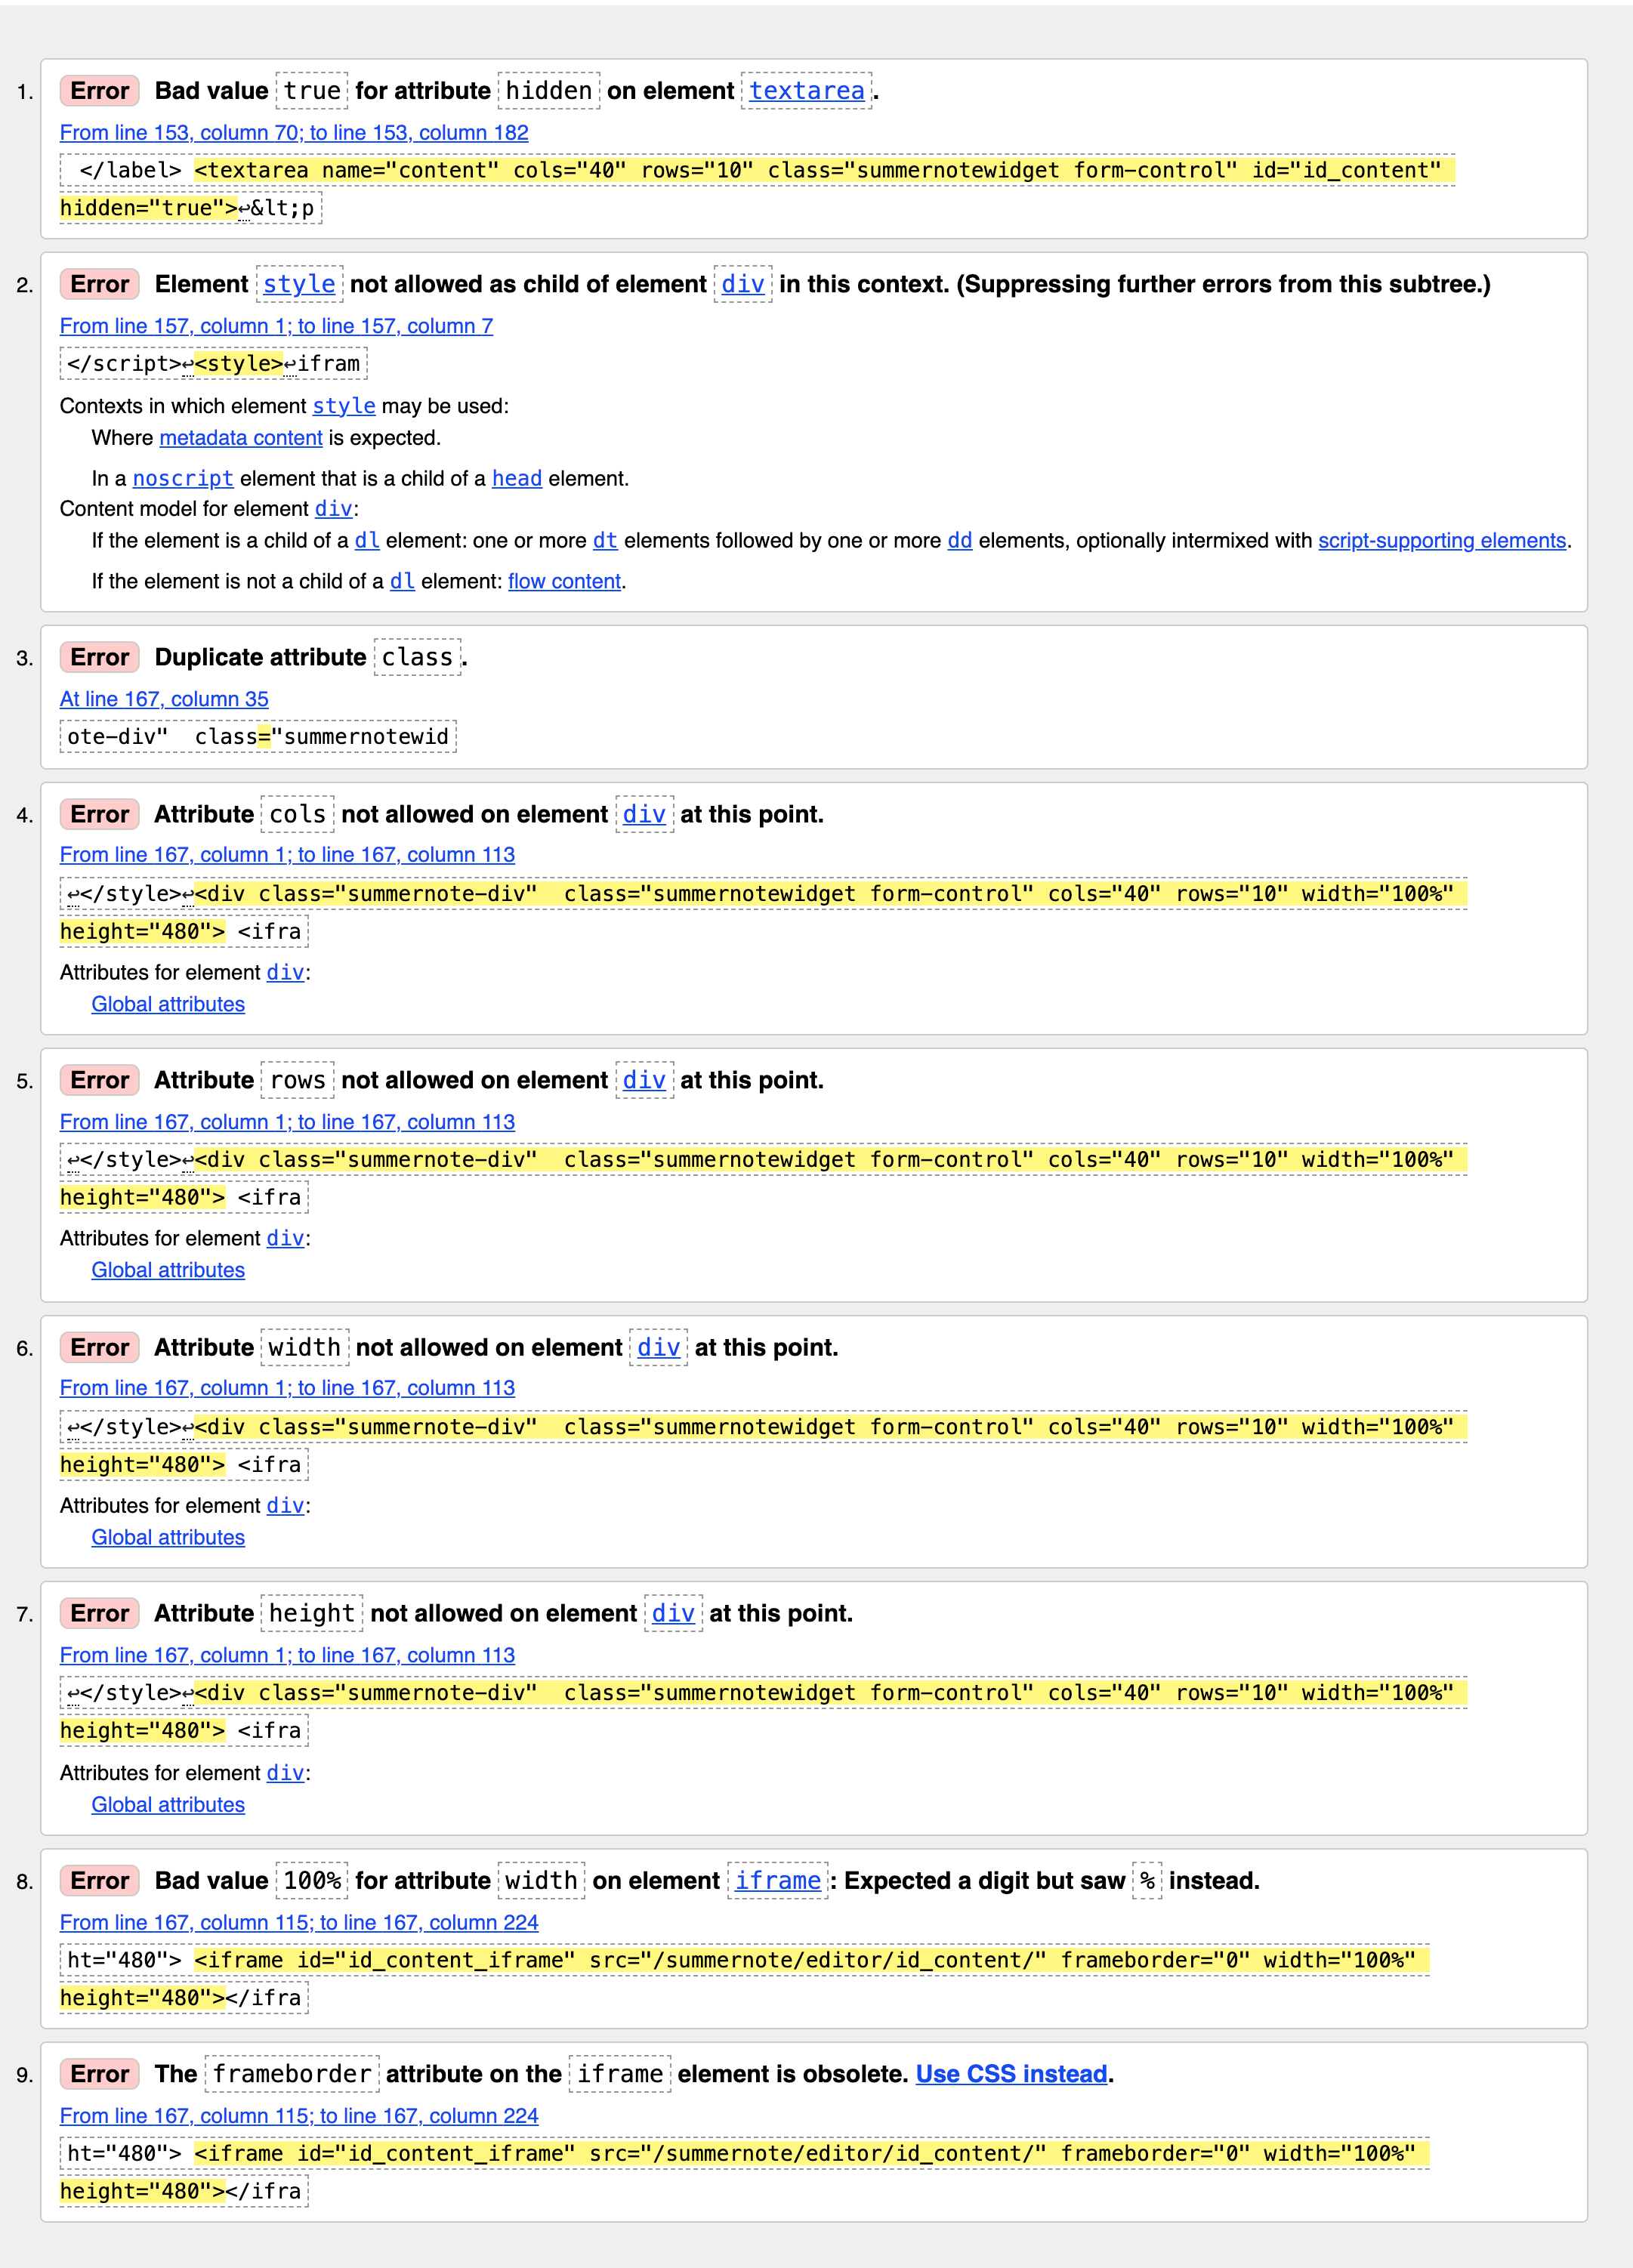 1. Error Bad value true for attribute hidden on element textarea.
From line 153, column 70; to line 153, column 182
</label> <textarea name="content" cols="40" rows="10" class="summernotewidget form-control" id="id_content"
hidden="true">↩&lt;p
2. Error Element style not allowed as child of element div in this context. (Suppressing further errors from this subtree.)
From line 157, column 1; to line 157, column 7
</script>↩<style>↩ifram
Contexts in which element style may be used:
Where metadata content is expected.
In a noscript element that is a child of a head element.
Content model for element div:
If the element is a child of a dl element: one or more dt elements followed by one or more dd elements, optionally intermixed with script-supporting elements.
If the element is not a child of a dl element: flow content.
3. Error Duplicate attribute class.
At line 167, column 35
ote-div"  class="summernotewid
4. Error Attribute cols not allowed on element div at this point.
From line 167, column 1; to line 167, column 113
↩</style>↩<div class="summernote-div"  class="summernotewidget form-control" cols="40" rows="10" width="100%"
height="480"> <ifra
Attributes for element div:
Global attributes
5. Error Attribute rows not allowed on element div at this point.
From line 167, column 1; to line 167, column 113
↩</style>↩<div class="summernote-div"  class="summernotewidget form-control" cols="40" rows="10" width="100%"
height="480"> <ifra
Attributes for element div:
Global attributes
6. Error Attribute width not allowed on element div at this point.
From line 167, column 1; to line 167, column 113
↩</style>↩<div class="summernote-div"  class="summernotewidget form-control" cols="40" rows="10" width="100%"
height="480"> <ifra
Attributes for element div:
Global attributes
7. Error Attribute height not allowed on element div at this point.
From line 167, column 1; to line 167, column 113
↩</style>↩<div class="summernote-div"  class="summernotewidget form-control" cols="40" rows="10" width="100%"
height="480"> <ifra
Attributes for element div:
Global attributes
8. Error Bad value 100% for attribute width on element iframe: Expected a digit but saw % instead.
From line 167, column 115; to line 167, column 224
ht="480"> <iframe id="id_content_iframe" src="/summernote/editor/id_content/" frameborder="0" width="100%"
height="480"></ifra
9. Error The frameborder attribute on the iframe element is obsolete. Use CSS instead.
From line 167, column 115; to line 167, column 224
ht="480"> <iframe id="id_content_iframe" src="/summernote/editor/id_content/" frameborder="0" width="100%"
height="480"></ifra